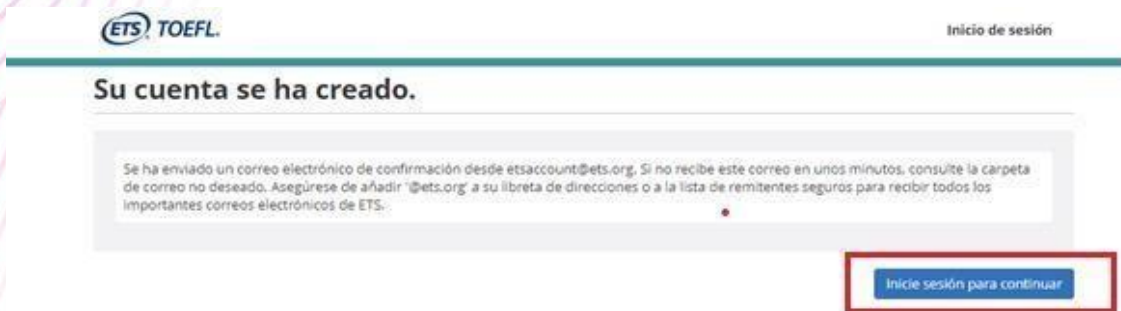 ETS TOEFL.
Inicio de sesión
Su cuenta se ha creado.
Se ha enviado un correo electrónico de confirmación desde etsaccount@ets.org. Si no recibe este correo en unos minutos, consulte la carpeta
de correo no deseado. Asegúrese de añadir '@ets.org' a su libreta de direcciones o a la lista de remitentes seguros para recibir todos los
importantes correos electrónicos de ETS.
Inicie sesión para continuar